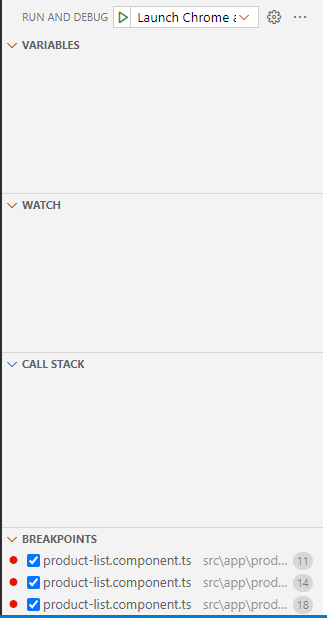 RUN AND DEBUG Launch Chrome a
VARIABLES
WATCH
CALL STACK
BREAKPOINTS
product-list.component.ts src\app\prod... 11
product-list.component.ts src\app\prod... 14
product-list.component.ts src\app\prod... 18